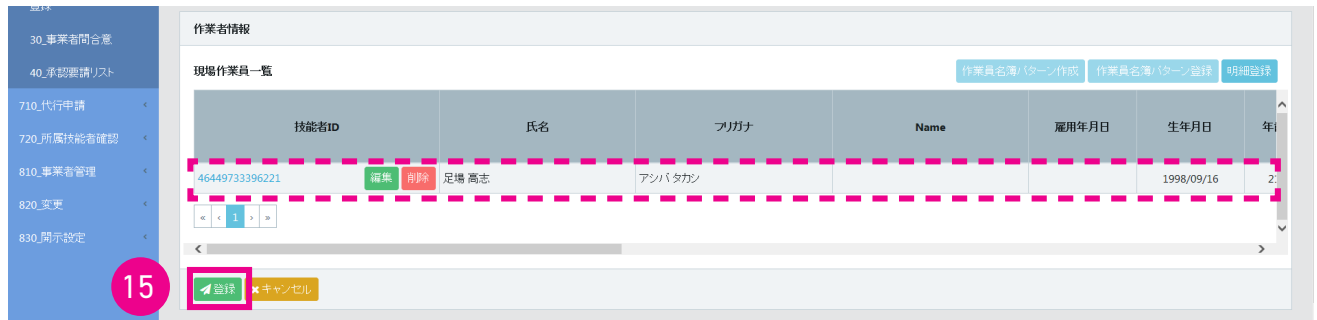 登録
30_事業者間合意
40_承認要請リスト
710_代行申請
720_所属技能者確認
810_事業者管理
820_変更
830_開示設定
作業者情報
現場作業員一覧
作業員名簿パターン作成 作業員名簿パターン登録 明細登録
技能者ID 氏名 フリガナ Name 雇用年月日 生年月日
46449733396221 編集 削除 足場 高志 アシバ タカシ 1998/09/16
« ‹ 1 › »
15
登録 ×キャンセル